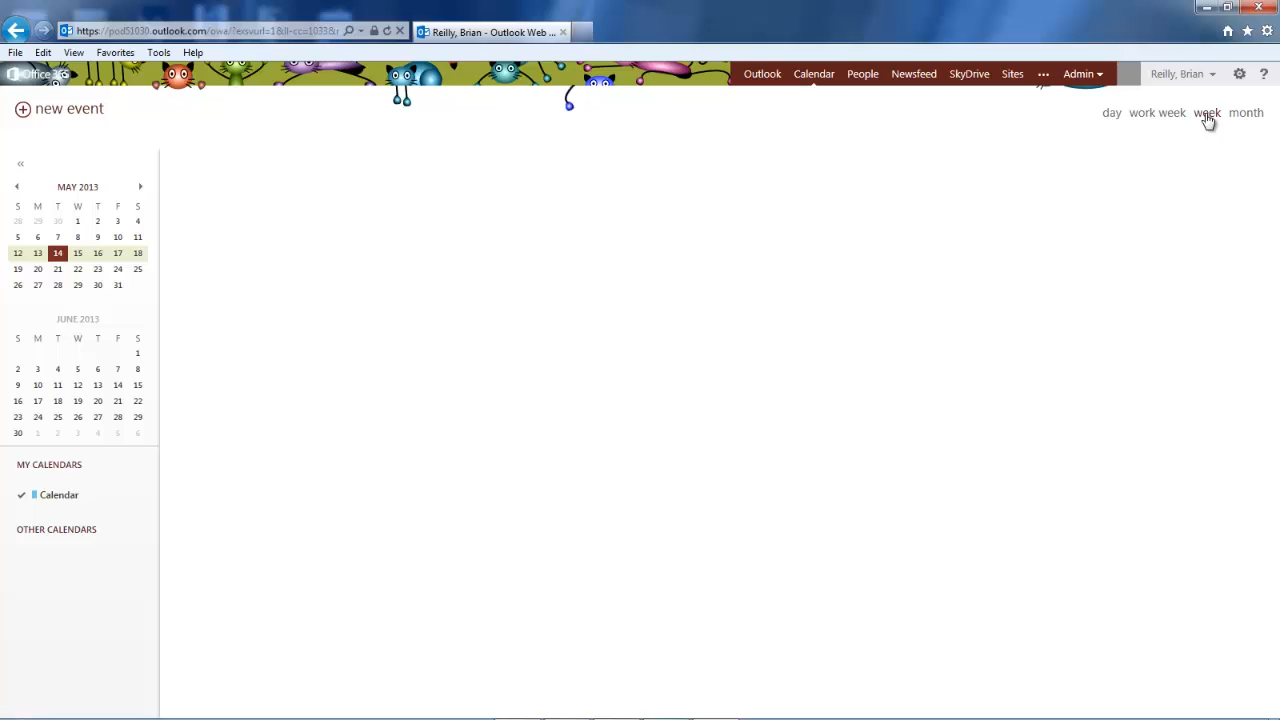 https://pod51030.outlook.com/owa/?exsvurl=1&ll-cc=1033&
Reilly, Brian - Outlook Web ...
File Edit View Favorites Tools Help
Office 365
Outlook Calendar People Newsfeed SkyDrive Sites ... Admin Reilly, Brian ?
new event
day work week week month
«
MAY 2013
S M T W T F S
28 29 30 1 2 3 4
5 6 7 8 9 10 11
12 13 14 15 16 17 18
19 20 21 22 23 24 25
26 27 28 29 30 31
JUNE 2013
S M T W T F S
1
2 3 4 5 6 7 8
9 10 11 12 13 14 15
16 17 18 19 20 21 22
23 24 25 26 27 28 29
30 1 2 3 4 5 6
MY CALENDARS
Calendar
OTHER CALENDARS